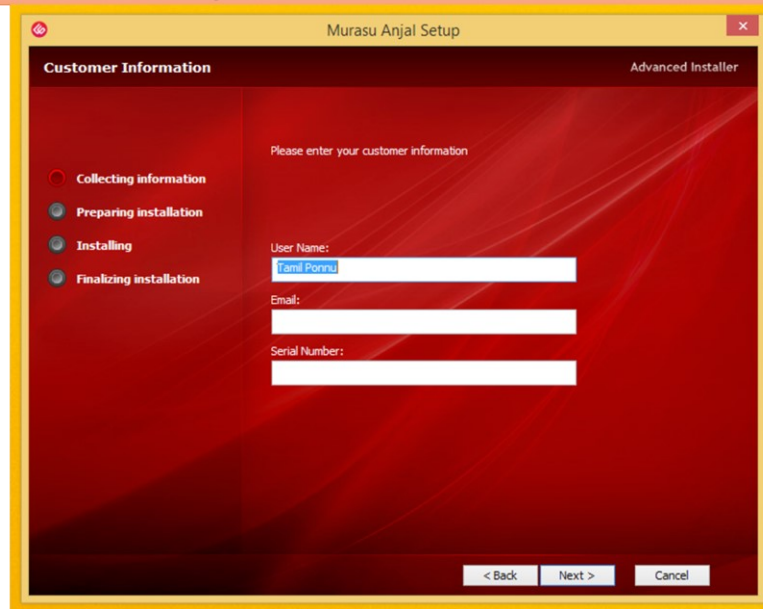 Murasu Anjal Setup
Customer Information
Advanced Installer
Please enter your customer information
Collecting information
Preparing installation
Installing
Finalizing installation
User Name:
Tamil Ponnu
Email:
Serial Number:
< Back
Next >
Cancel